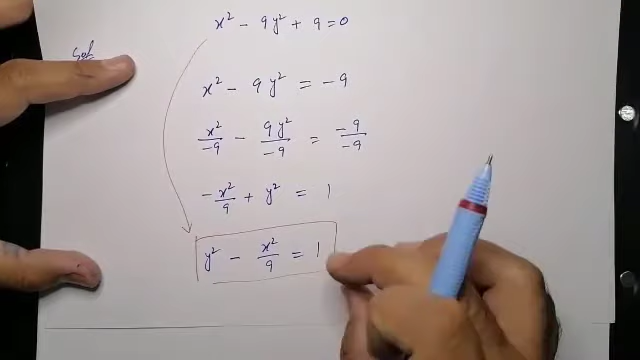 x² - 9y² + 9 = 0
Sol
x² - 9y² = -9
x²/-9 - 9y²/-9 = -9/-9
-x²/9 + y² = 1
y² - x²/9 = 1